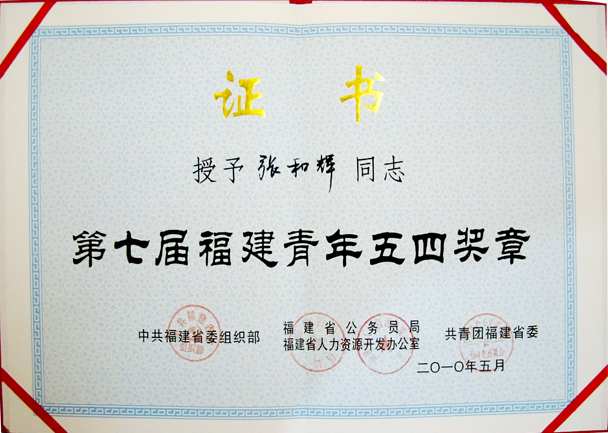 证 书
授予 张和辉 同志
第七届福建青年五四奖章
中共福建省委组织部
福建省公务员局
福建省人力资源开发办公室
共青团福建省委
二〇一〇年五月